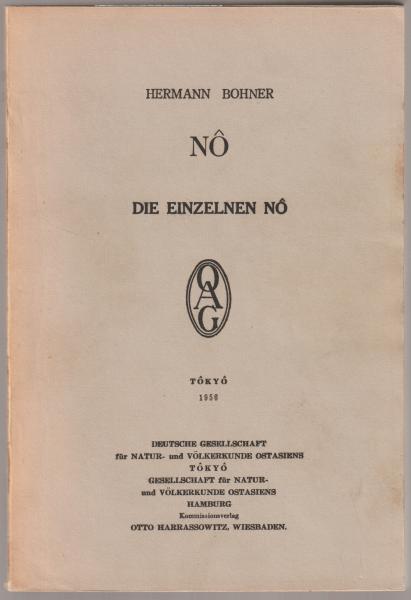 HERMANN BOHNER
NÔ
DIE EINZELNEN NÔ
OAG
TÔKYÔ
1956
DEUTSCHE GESELLSCHAFT
für NATUR- und VÖLKERKUNDE OSTASIENS
TÔKYÔ
GESELLSCHAFT für NATUR-
und VÖLKERKUNDE OSTASIENS
HAMBURG
Kommissionsverlag
OTTO HARRASSOWITZ, WIESBADEN.